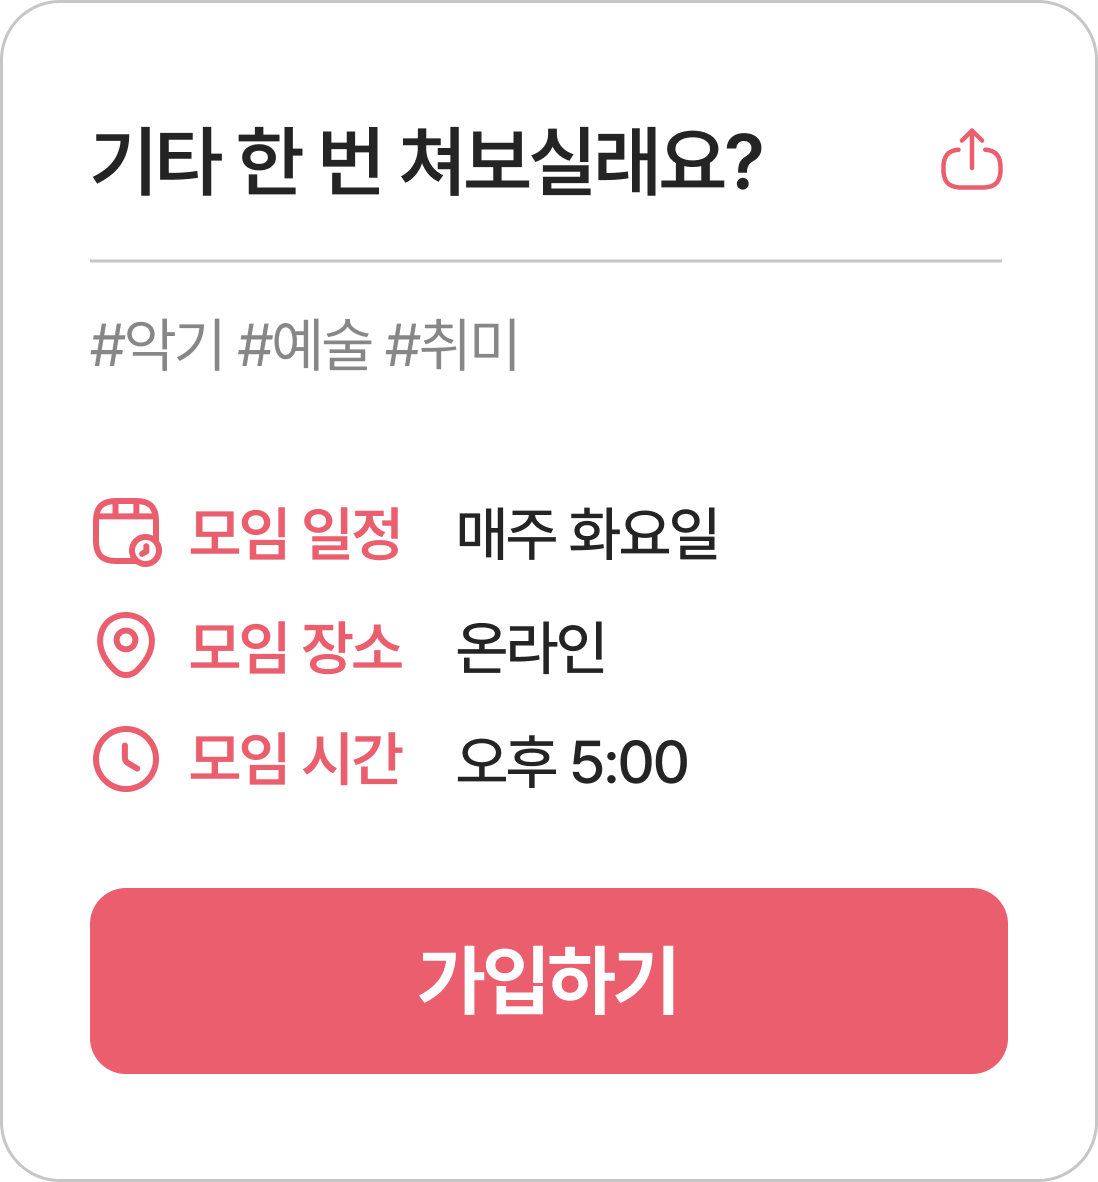 기타 한 번 쳐보실래요?
#악기 #예술 #취미
모임 일정 매주 화요일
모임 장소 온라인
모임 시간 오후 5:00
가입하기